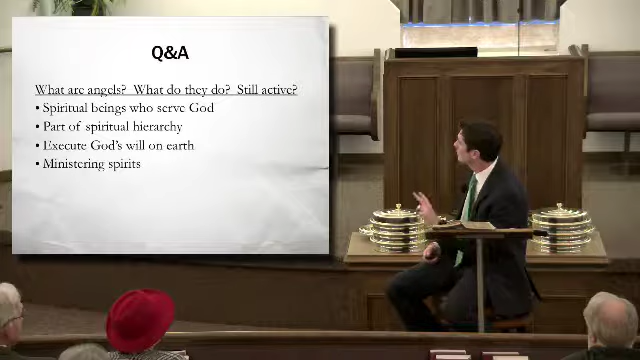 Q&A
What are angels? What do they do? Still active?
• Spiritual beings who serve God
• Part of spiritual hierarchy
• Execute God's will on earth
• Ministering spirits